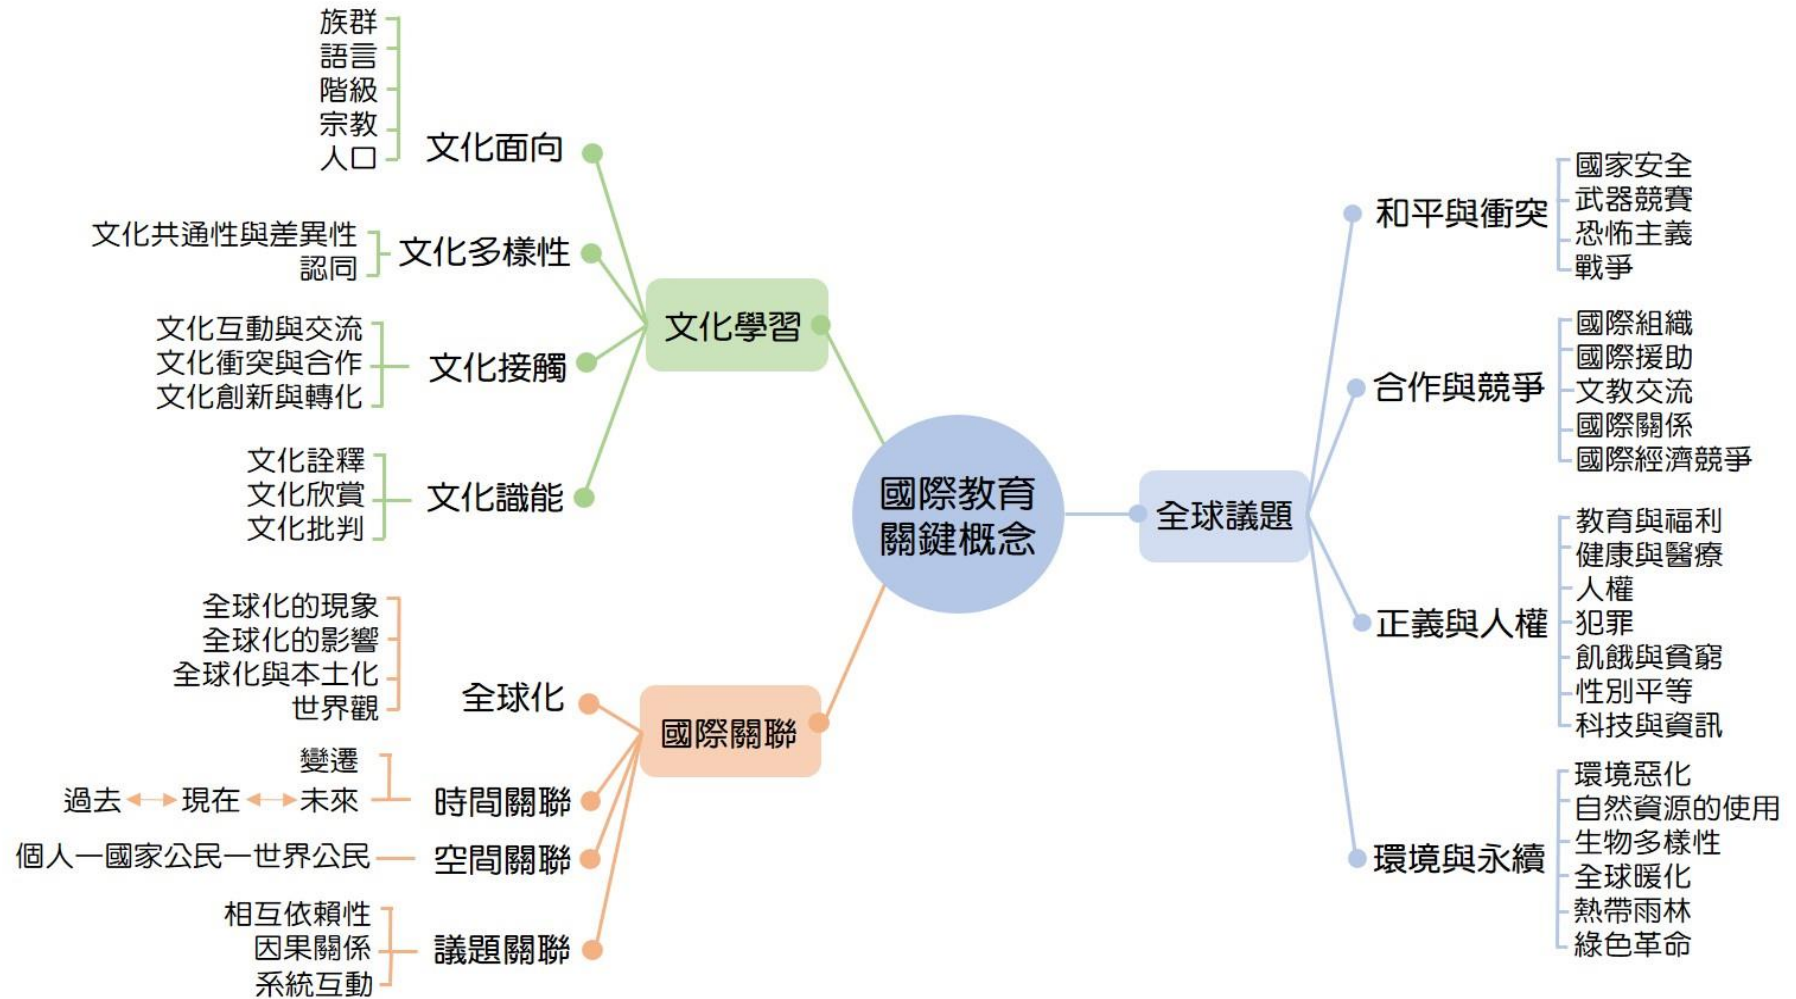 國際教育
關鍵概念
文化學習
文化面向
族群
語言
階級
宗教
人口
文化多樣性
文化共通性與差異性
認同
文化接觸
文化互動與交流
文化衝突與合作
文化創新與轉化
文化識能
文化詮釋
文化欣賞
文化批判
國際關聯
全球化
全球化的現象
全球化的影響
全球化與本土化
世界觀
時間關聯
變遷
過去 現在 未來
空間關聯
個人—國家公民—世界公民
議題關聯
相互依賴性
因果關係
系統互動
全球議題
和平與衝突
國家安全
武器競賽
恐怖主義
戰爭
合作與競爭
國際組織
國際援助
文教交流
國際關係
國際經濟競爭
正義與人權
教育與福利
健康與醫療
人權
犯罪
飢餓與貧窮
性別平等
科技與資訊
環境與永續
環境惡化
自然資源的使用
生物多樣性
全球暖化
熱帶雨林
綠色革命